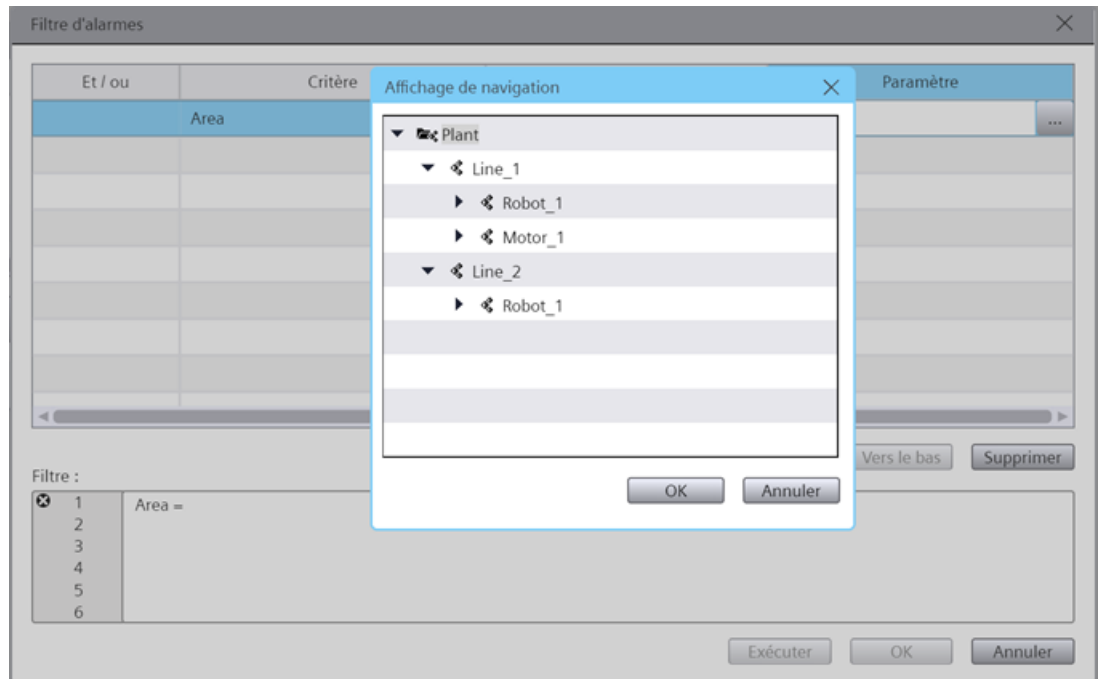 Filtre d'alarmes
Et / ou Critère Paramètre
Area ...
Affichage de navigation
Plant
Line_1
Robot_1
Motor_1
Line_2
Robot_1
OK Annuler
Vers le bas Supprimer
Filtre :
1 Area =
2
3
4
5
6
Exécuter OK Annuler